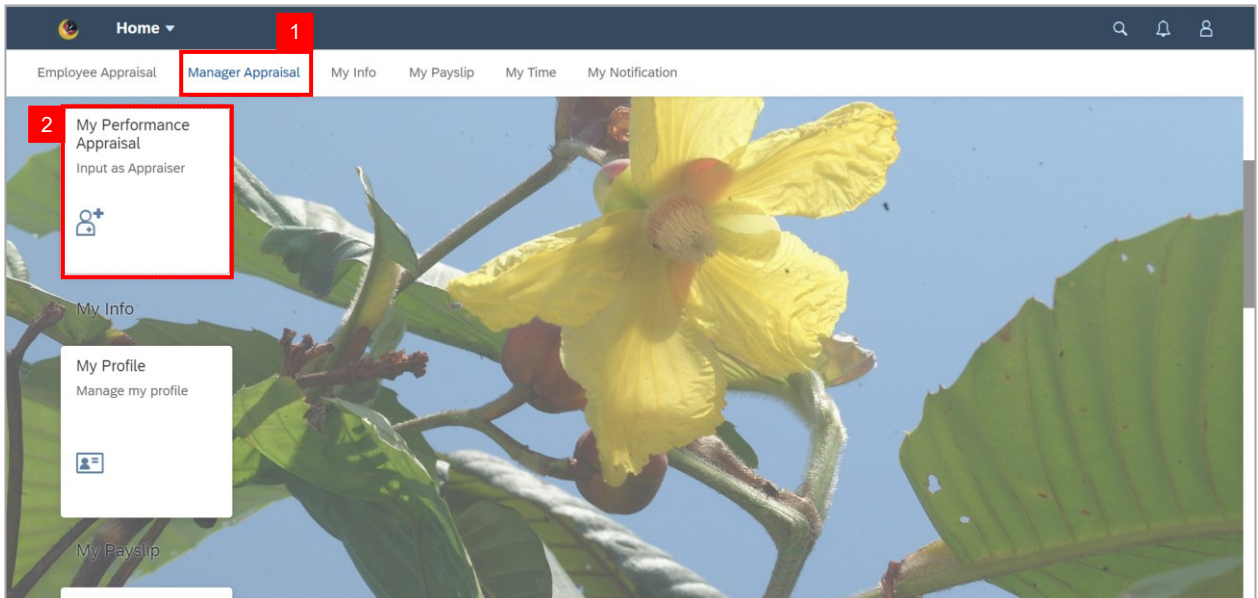 Home
1
Employee Appraisal Manager Appraisal My Info My Payslip My Time My Notification
2
My Performance
Appraisal
Input as Appraiser
My Info
My Profile
Manage my profile
My Payslip